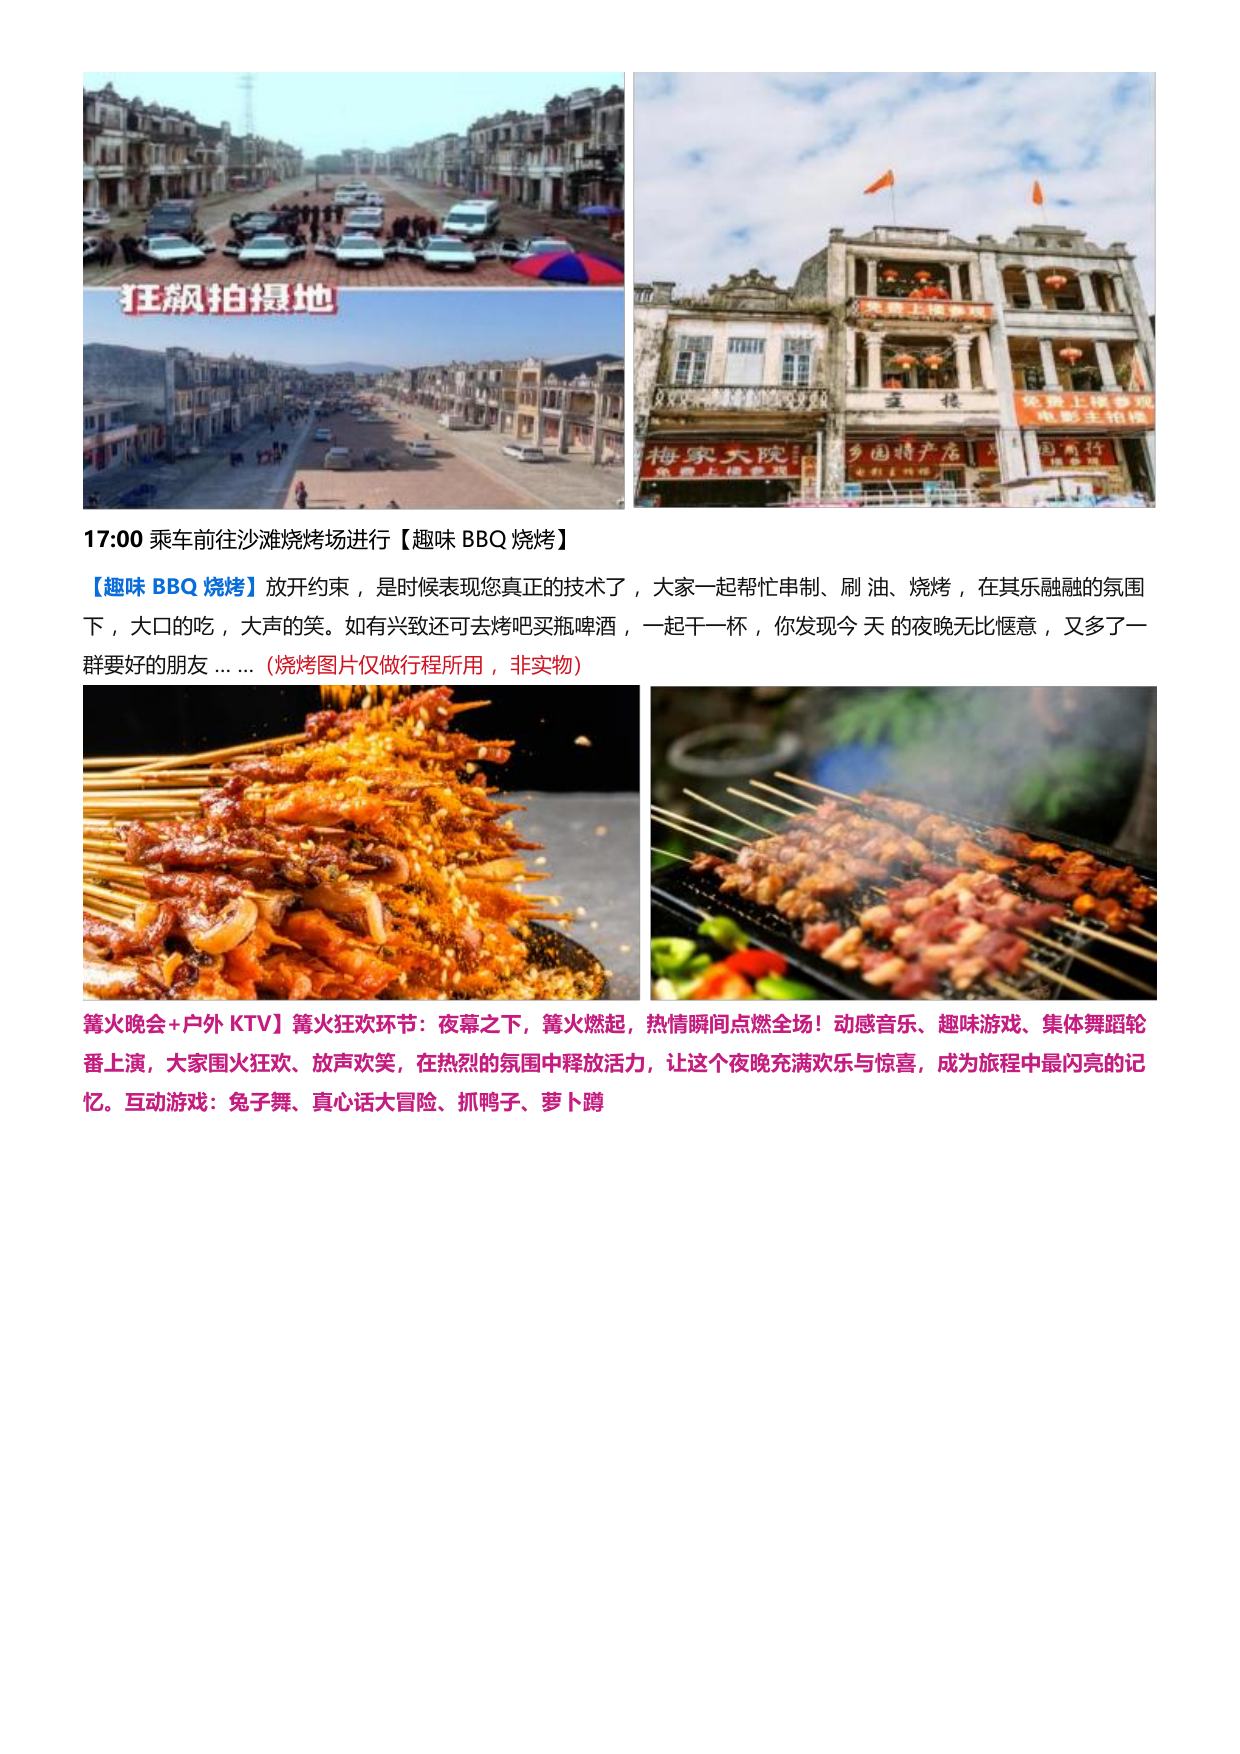 狂飙拍摄地
免费上楼参观
主 楼
免费上楼参观
电影主拍楼
梅家大院
免费上楼参观
乡园特产店
17:00 乘车前往沙滩烧烤场进行【趣味 BBQ 烧烤】
【趣味 BBQ 烧烤】放开约束 ，是时候表现您真正的技术了 ，大家一起帮忙串制、刷 油、烧烤 ，在其乐融融的氛围
下 ，大口的吃 ，大声的笑。如有兴致还可去烤吧买瓶啤酒 ，一起干一杯 ，你发现今 天 的夜晚无比惬意 ，又多了一
群要好的朋友 ... ...（烧烤图片仅做行程所用 ，非实物）
篝火晚会+户外 KTV】篝火狂欢环节：夜幕之下，篝火燃起，热情瞬间点燃全场！动感音乐、趣味游戏、集体舞蹈轮
番上演，大家围火狂欢、放声欢笑，在热烈的氛围中释放活力，让这个夜晚充满欢乐与惊喜，成为旅程中最闪亮的记
忆。互动游戏：兔子舞、真心话大冒险、抓鸭子、萝卜蹲